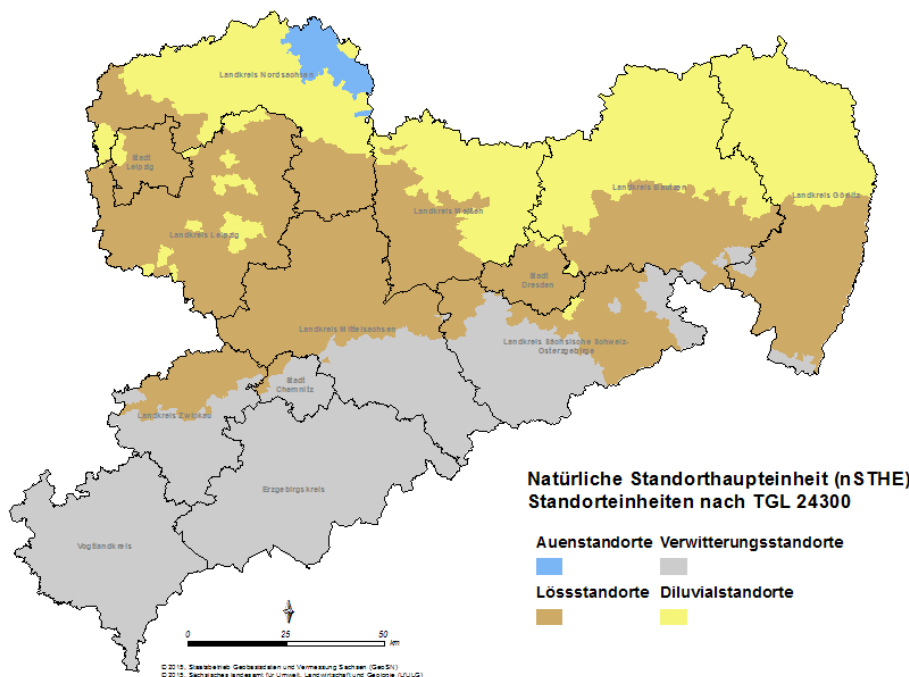 Landkreis Nordsachsen
Stadt
Leipzig
Landkreis Leipzig
Landkreis Meißen
Landkreis Bautzen
Landkreis Görlitz
Stadt
Dresden
Landkreis Mittelsachsen
Landkreis Sächsische Schweiz-
Osterzgebirge
Stadt
Chemnitz
Landkreis Zwickau
Erzgebirgskreis
Vogtlandkreis
Natürliche Standorthaupteinheit (nSTHE)
Standorteinheiten nach TGL 24300
Auenstandorte Verwitterungsstandorte
Lössstandorte Diluvialstandorte
0 25 50
km
© 2015, Staatsbetrieb Geobasisdaten und Vermessung Sachsen (GeoSN)
© 2015, Sächsisches landesamt für Umwelt, Landwirtschaft und Geologie (LfULG)